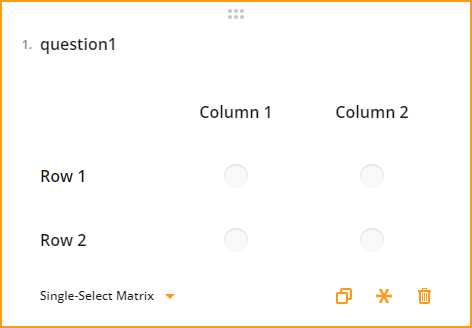 1. question1
Column 1 Column 2
Row 1
Row 2
Single-Select Matrix